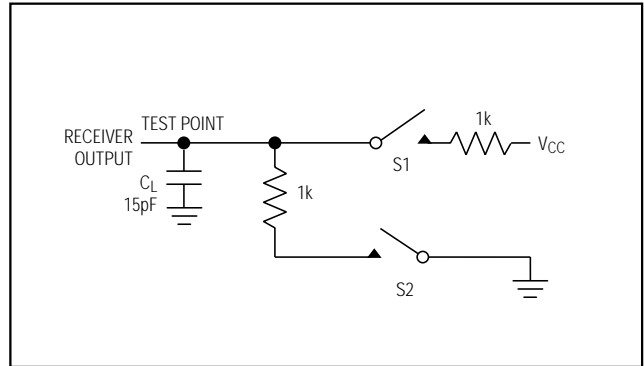 1k
TEST POINT
RECEIVER
OUTPUT
VCC
S1
CL
15pF
1k
S2